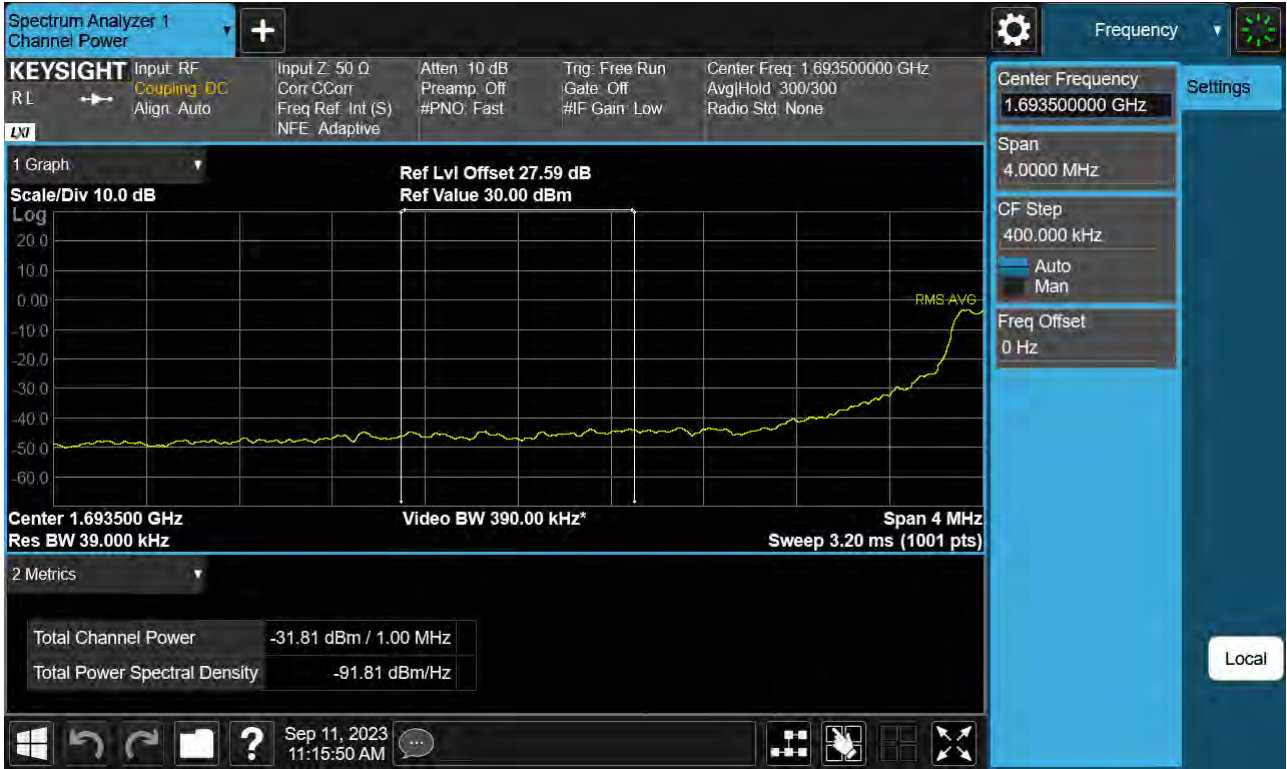 Spectrum Analyzer 1
Channel Power
Frequency
KEYSIGHT
R L
LXI
Input: RF
Coupling: DC
Align: Auto
Input Z: 50 Ω
Corr CCorr
Freq Ref: Int (S)
NFE: Adaptive
Atten: 10 dB
Preamp: Off
#PNO: Fast
Trig: Free Run
Gate: Off
#IF Gain: Low
Center Freq: 1.693500000 GHz
Avg|Hold: 300/300
Radio Std: None
Center Frequency
1.693500000 GHz
Settings
Span
4.0000 MHz
CF Step
400.000 kHz
Auto
Man
Freq Offset
0 Hz
1 Graph
Ref Lvl Offset 27.59 dB
Scale/Div 10.0 dB
Ref Value 30.00 dBm
Log
20.0
10.0
0.00
RMS AVG
-10.0
-20.0
-30.0
-40.0
-50.0
-60.0
Center 1.693500 GHz
Video BW 390.00 kHz*
Span 4 MHz
Res BW 39.000 kHz
Sweep 3.20 ms (1001 pts)
2 Metrics
Total Channel Power
-31.81 dBm / 1.00 MHz
Total Power Spectral Density
-91.81 dBm/Hz
Local
?
Sep 11, 2023
11:15:50 AM